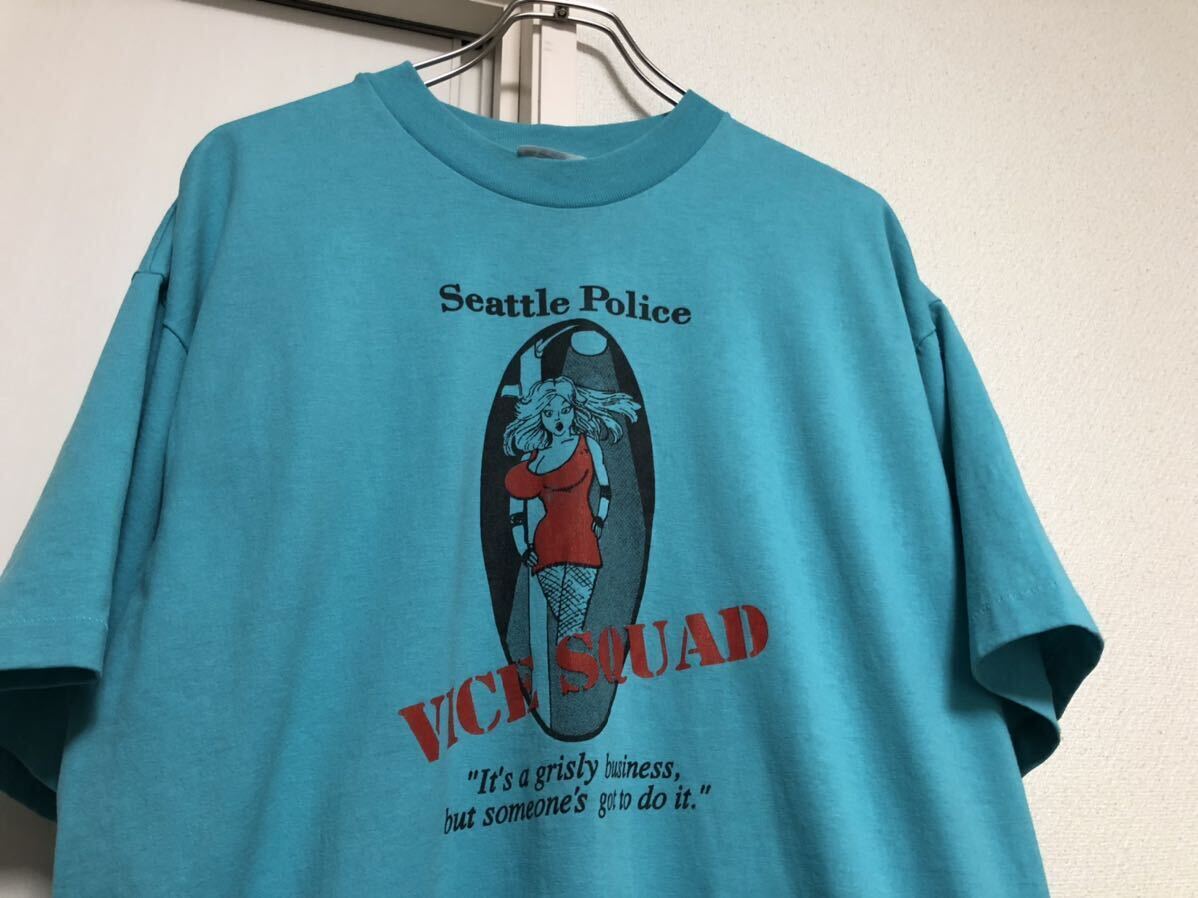 Seattle Police
VICE SQUAD
"It's a grisly business,
but someone's got to do it."